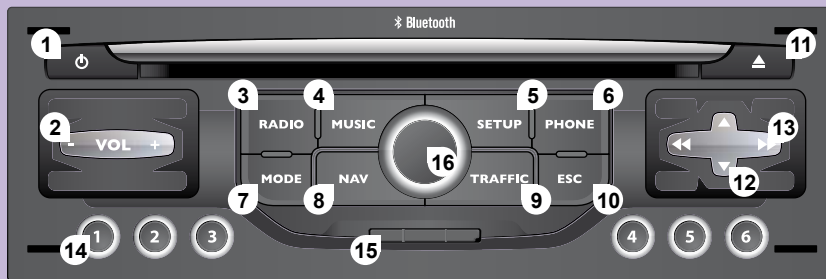 Bluetooth
1
11
2
- VOL +
3
4
5
6
RADIO
MUSIC
SETUP
PHONE
13
16
12
MODE
NAV
TRAFFIC
ESC
7
8
9
10
14
1
2
3
15
4
5
6